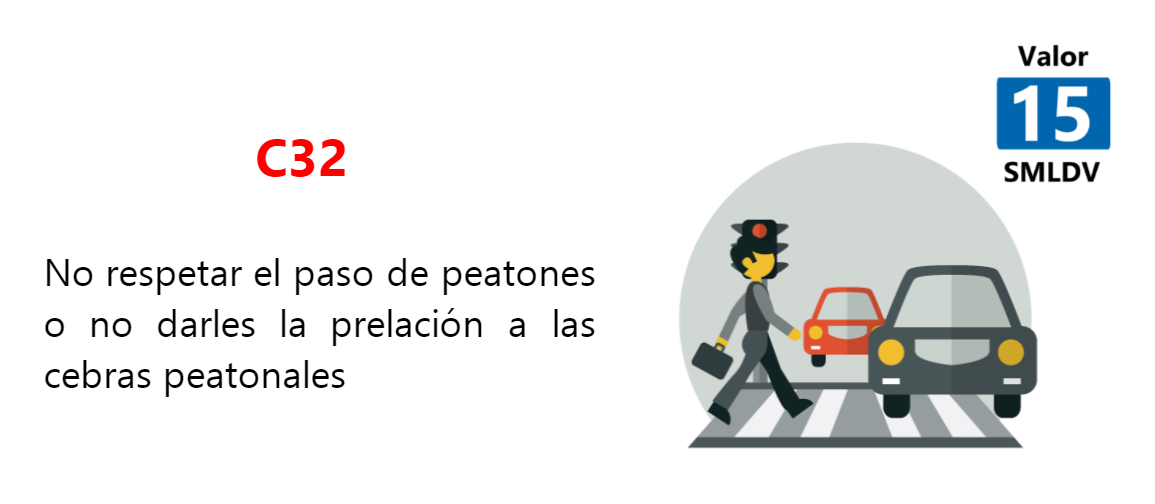 Valor
15
SMLDV
C32
No respetar el paso de peatones
o no darles la prelación a las
cebras peatonales